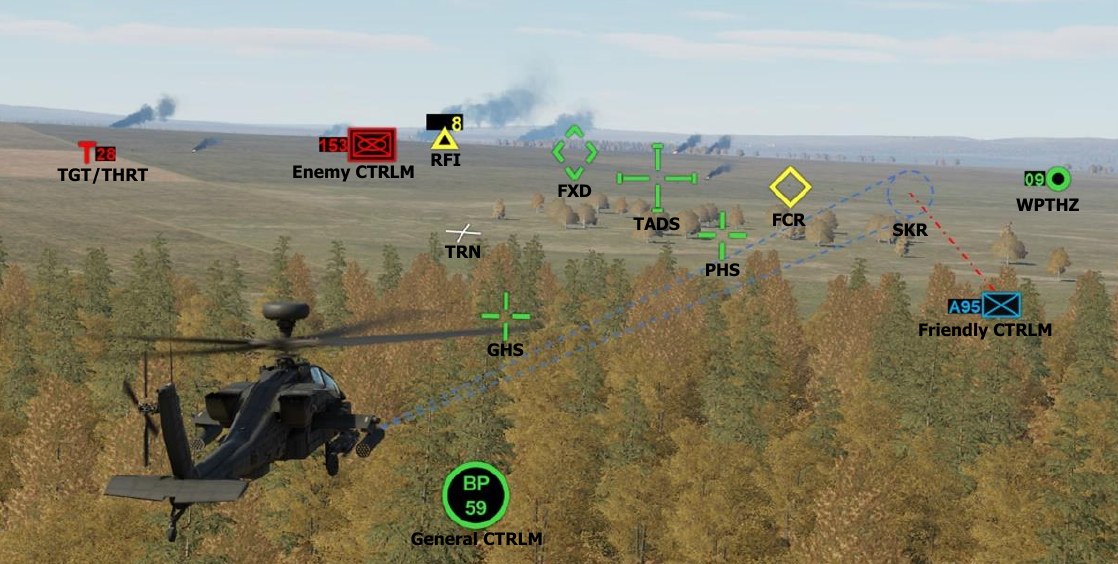 TGT/THRT
28
153
Enemy CTRLM
8
RFI
FXD
TADS
FCR
SKR
09
WPTHZ
TRN
PHS
GHS
A95
Friendly CTRLM
BP
59
General CTRLM